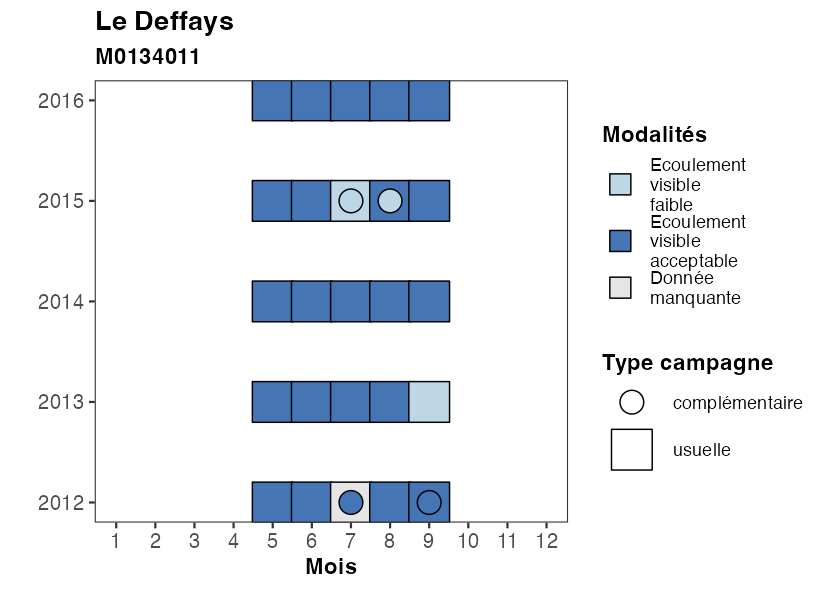 Le Deffays
M0134011
2016
2015
2014
2013
2012
1 2 3 4 5 6 7 8 9 10 11 12
Mois
Modalités
Ecoulement
visible
faible
Ecoulement
visible
acceptable
Donnée
manquante
Type campagne
complémentaire
usuelle